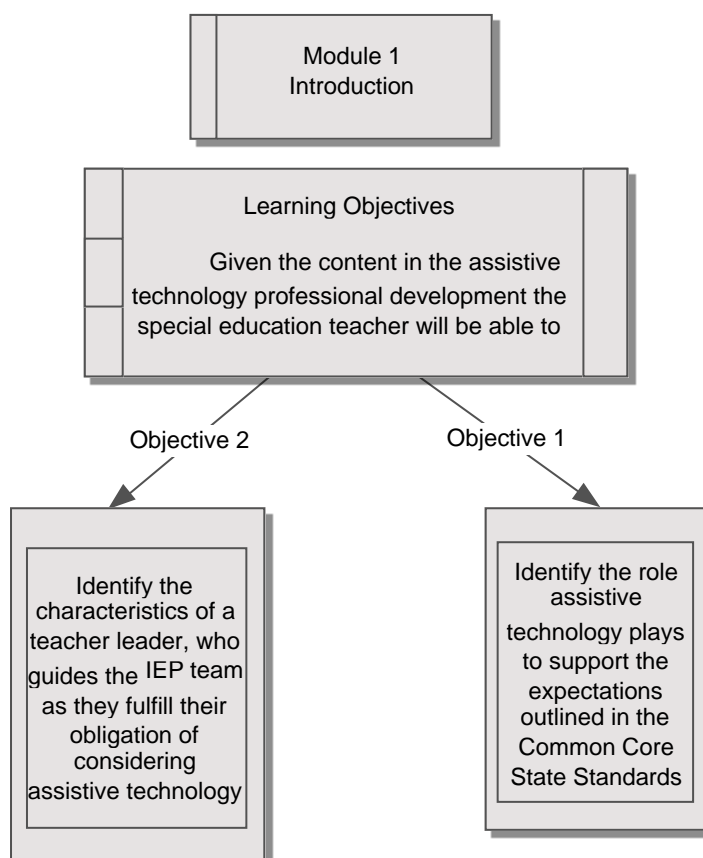 Module 1
Introduction
Learning Objectives
Given the content in the assistive
technology professional development the
special education teacher will be able to
Objective 2
Objective 1
Identify the
characteristics of a
teacher leader, who
guides the IEP team
as they fulfill their
obligation of
considering
assistive technology
Identify the role
assistive
technology plays
to support the
expectations
outlined in the
Common Core
State Standards